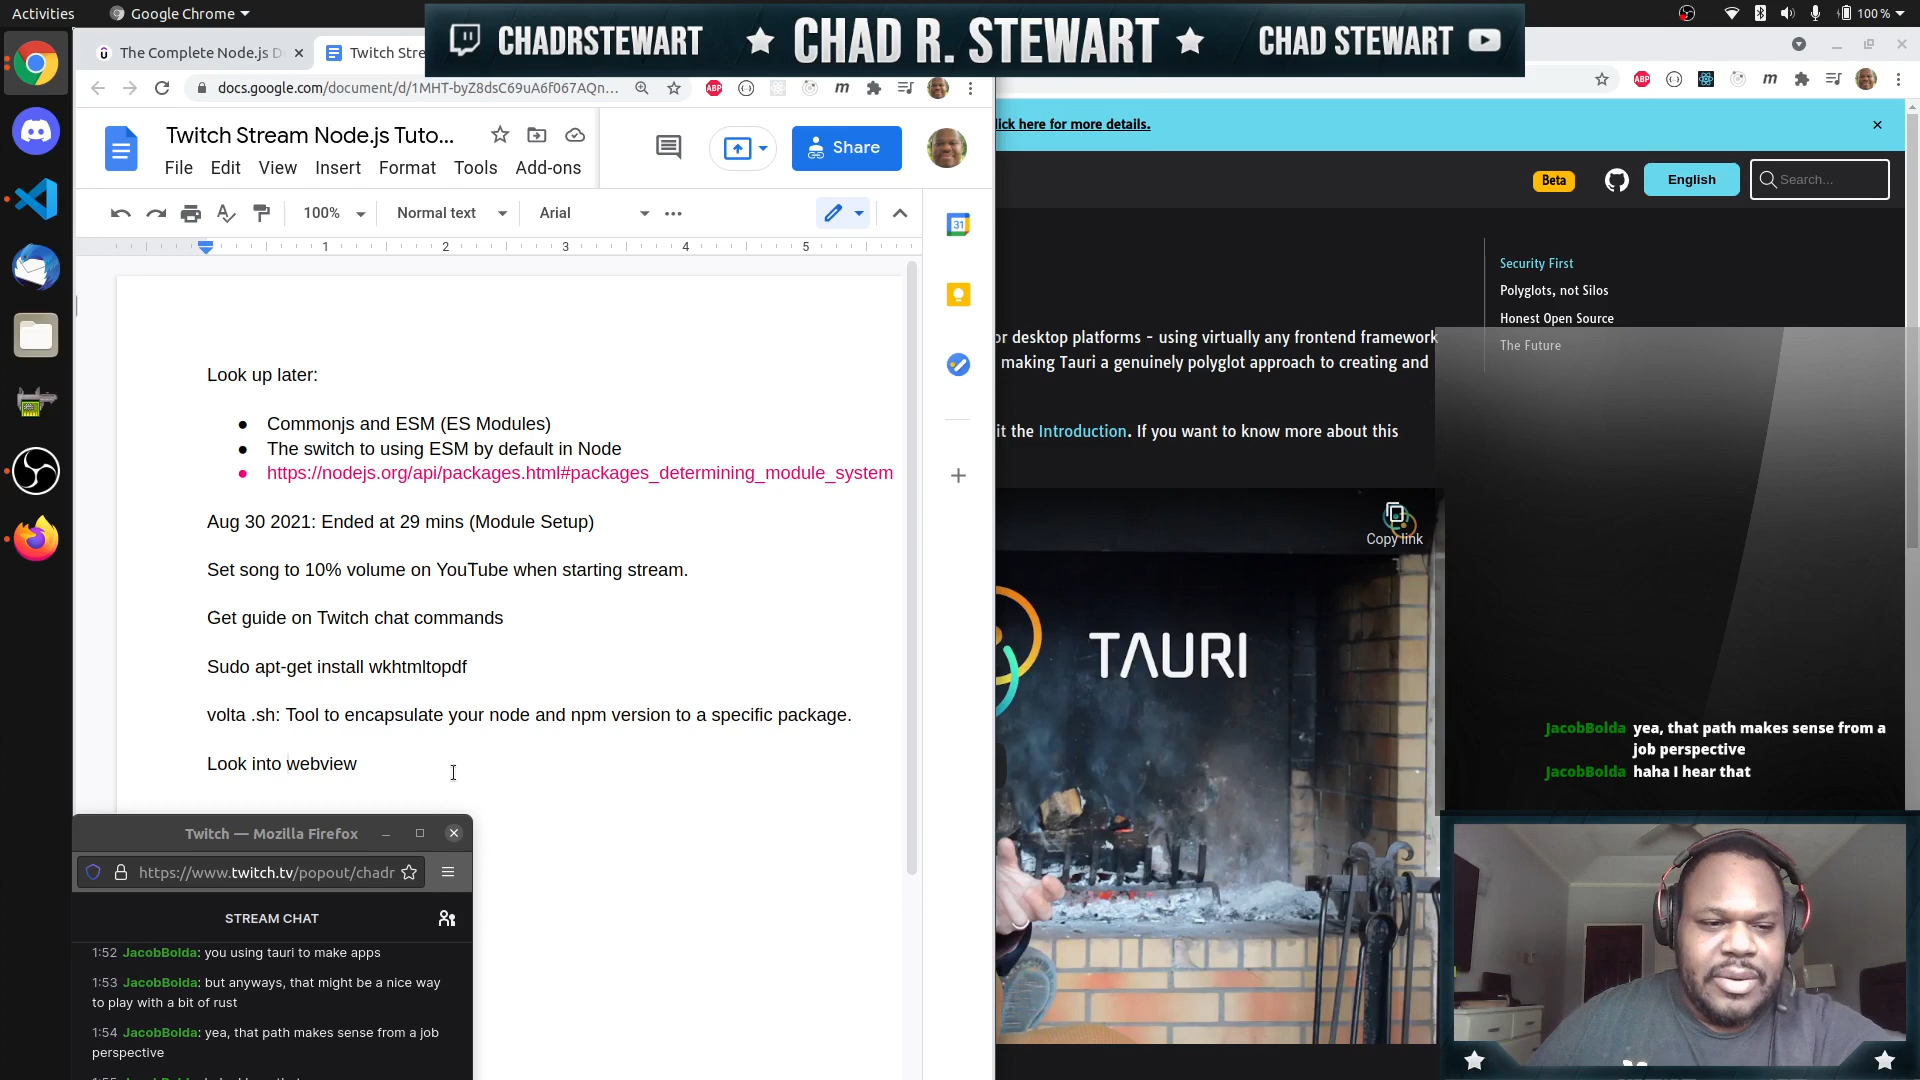 Activities
Google Chrome
100 %
CHADRSTEWART
CHAD R. STEWART
CHAD STEWART
The Complete Node.js D
Twitch Stre
docs.google.com/document/d/1MHT-byZ8dsC69uA6f067AQn...
ABP
m
ABP
m
lick here for more details.
Twitch Stream Node.js Tuto...
File Edit View Insert Format Tools Add-ons
Share
Beta
English
Search...
100%
Normal text
Arial
31
1 2 3 4 5
Look up later:
Commonjs and ESM (ES Modules)
The switch to using ESM by default in Node
https://nodejs.org/api/packages.html#packages_determining_module_system
Aug 30 2021: Ended at 29 mins (Module Setup)
Set song to 10% volume on YouTube when starting stream.
Get guide on Twitch chat commands
Sudo apt-get install wkhtmltopdf
volta .sh: Tool to encapsulate your node and npm version to a specific package.
Look into webview
Security First
Polyglots, not Silos
Honest Open Source
The Future
or desktop platforms - using virtually any frontend framework
making Tauri a genuinely polyglot approach to creating and
it the Introduction. If you want to know more about this
Copy link
TAURI
JacobBolda yea, that path makes sense from a
job perspective
JacobBolda haha I hear that
Twitch — Mozilla Firefox
https://www.twitch.tv/popout/chadr
STREAM CHAT
1:52 JacobBolda: you using tauri to make apps
1:53 JacobBolda: but anyways, that might be a nice way
to play with a bit of rust
1:54 JacobBolda: yea, that path makes sense from a job
perspective